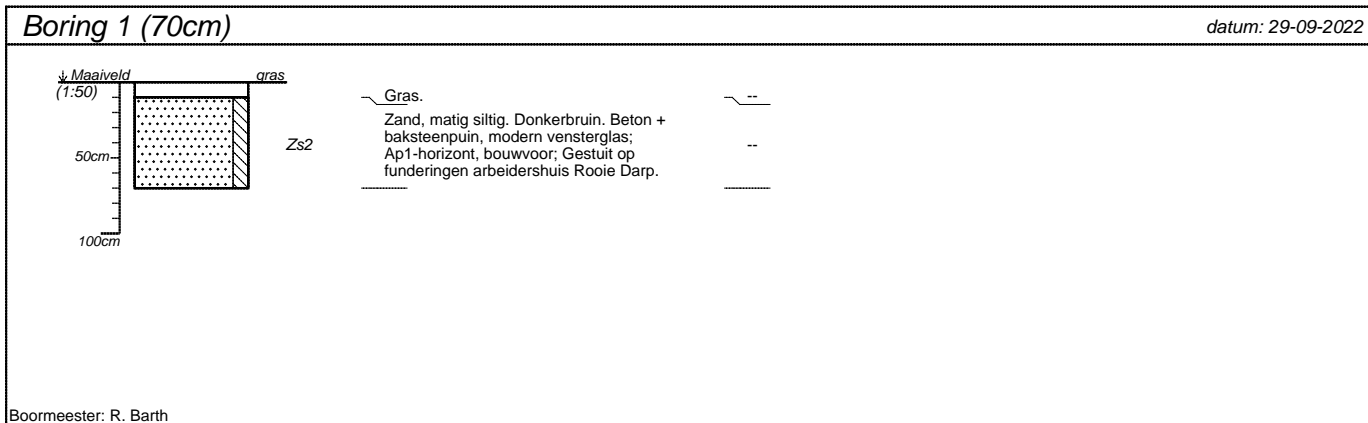 Boring 1 (70cm)
datum: 29-09-2022
Maaiveld gras
(1:50)
Gras. --
Zand, matig siltig. Donkerbruin. Beton +
baksteenpuin, modern vensterglas;
Ap1-horizont, bouwvoor; Gestuit op
funderingen arbeidershuis Rooie Darp.
Zs2
--
50cm
100cm
Boormeester: R. Barth